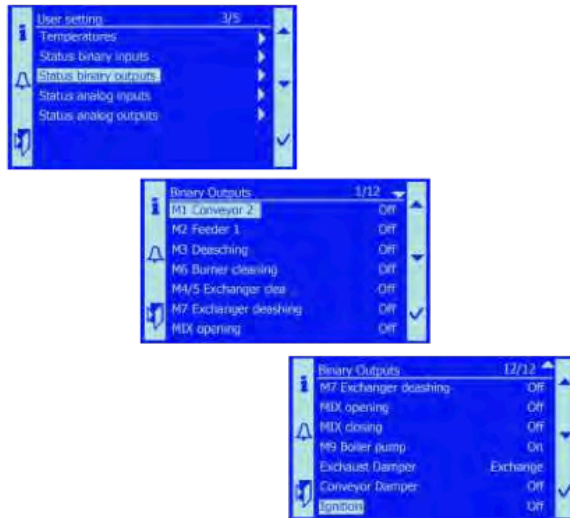 User setting 3/5
Temperatures
Status binary inputs
Status binary outputs
Status analog inputs
Status analog outputs
Binary Outputs 1/12
M1 Conveyor 2 Off
M2 Feeder 1 Off
M3 Deasching Off
M6 Burner cleaning Off
M4/5 Exchanger clea Off
M7 Exchanger deashing Off
MIX opening Off
Binary Outputs 12/12
M7 Exchanger deashing Off
MIX opening Off
MIX closing Off
M9 Boiler pump On
Exhaust Damper Exchange
Conveyor Damper Off
Ignition Off